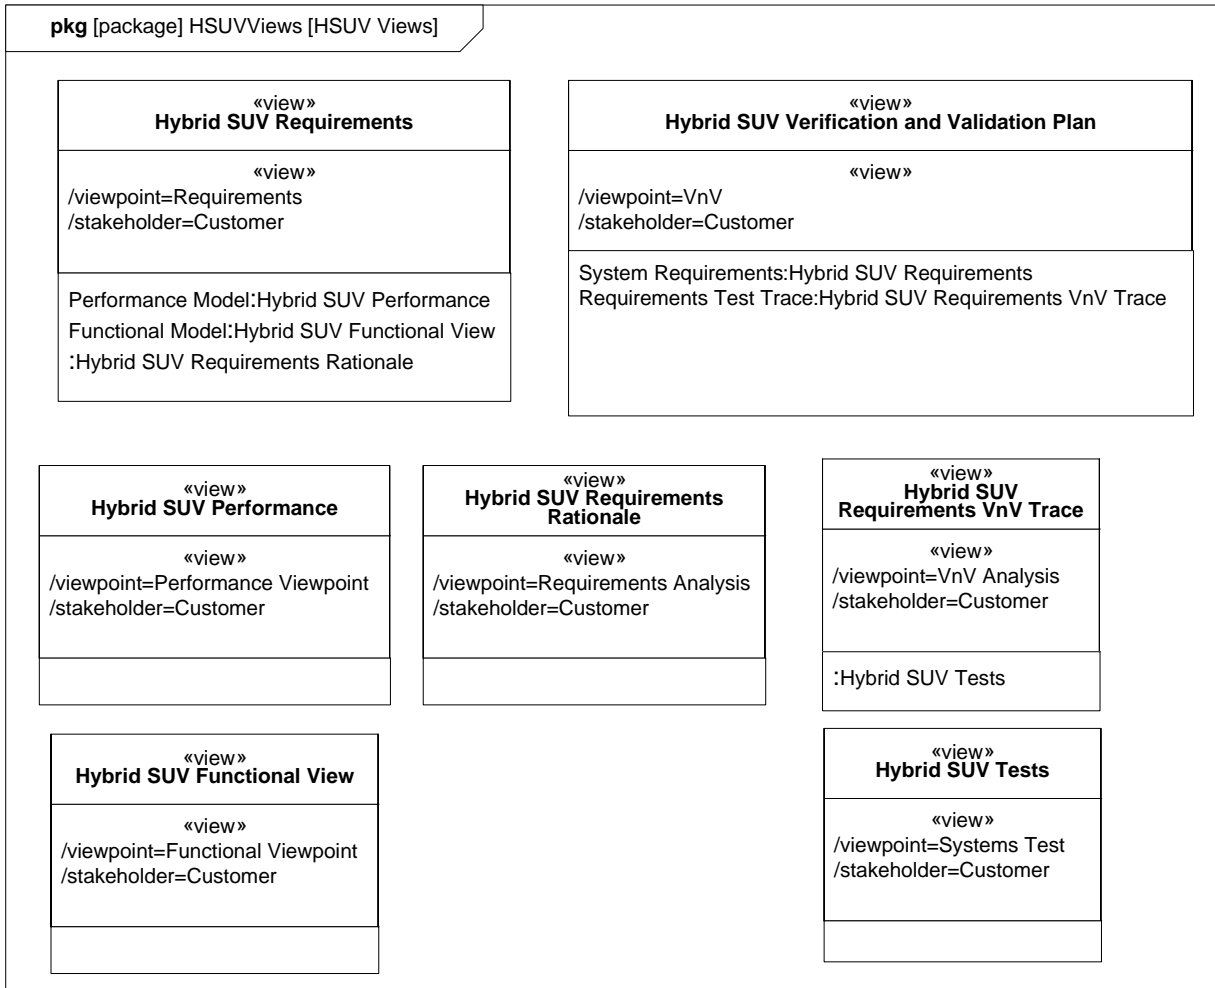 pkg [package] HSUVViews [HSUV Views]
«view»
Hybrid SUV Requirements
«view»
/viewpoint=Requirements
/stakeholder=Customer
Performance Model:Hybrid SUV Performance
Functional Model:Hybrid SUV Functional View
:Hybrid SUV Requirements Rationale
«view»
Hybrid SUV Verification and Validation Plan
«view»
/viewpoint=VnV
/stakeholder=Customer
System Requirements:Hybrid SUV Requirements
Requirements Test Trace:Hybrid SUV Requirements VnV Trace
«view»
Hybrid SUV Performance
«view»
/viewpoint=Performance Viewpoint
/stakeholder=Customer
«view»
Hybrid SUV Requirements
Rationale
«view»
/viewpoint=Requirements Analysis
/stakeholder=Customer
«view»
Hybrid SUV
Requirements VnV Trace
«view»
/viewpoint=VnV Analysis
/stakeholder=Customer
:Hybrid SUV Tests
«view»
Hybrid SUV Functional View
«view»
/viewpoint=Functional Viewpoint
/stakeholder=Customer
«view»
Hybrid SUV Tests
«view»
/viewpoint=Systems Test
/stakeholder=Customer